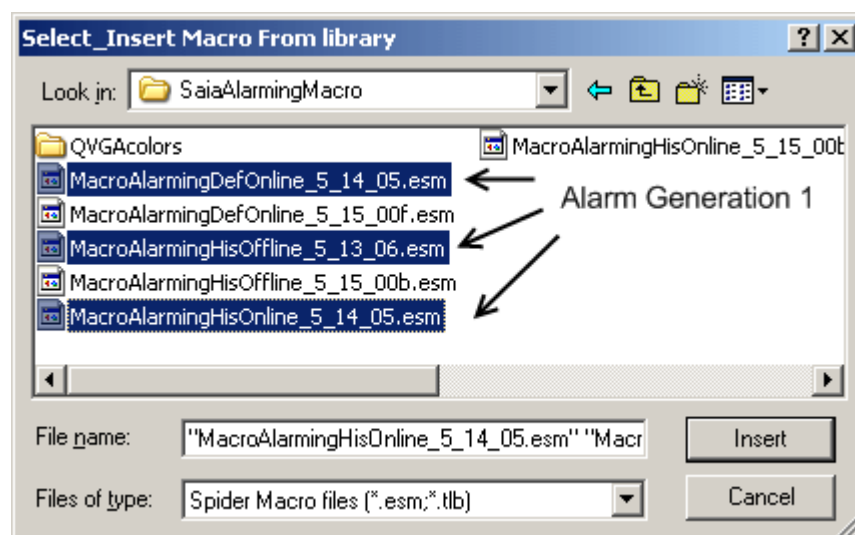 Select_Insert Macro From library
Look in: SaiaAlarmingMacro
QVGAcolors
MacroAlarmingDefOnline_5_14_05.esm
MacroAlarmingDefOnline_5_15_00f.esm
MacroAlarmingHisOffline_5_13_06.esm
MacroAlarmingHisOffline_5_15_00b.esm
MacroAlarmingHisOnline_5_14_05.esm
MacroAlarmingHisOnline_5_15_00b
Alarm Generation 1
File name: "MacroAlarmingHisOnline_5_14_05.esm" "Macr
Insert
Files of type: Spider Macro files (*.esm;*.tlb)
Cancel